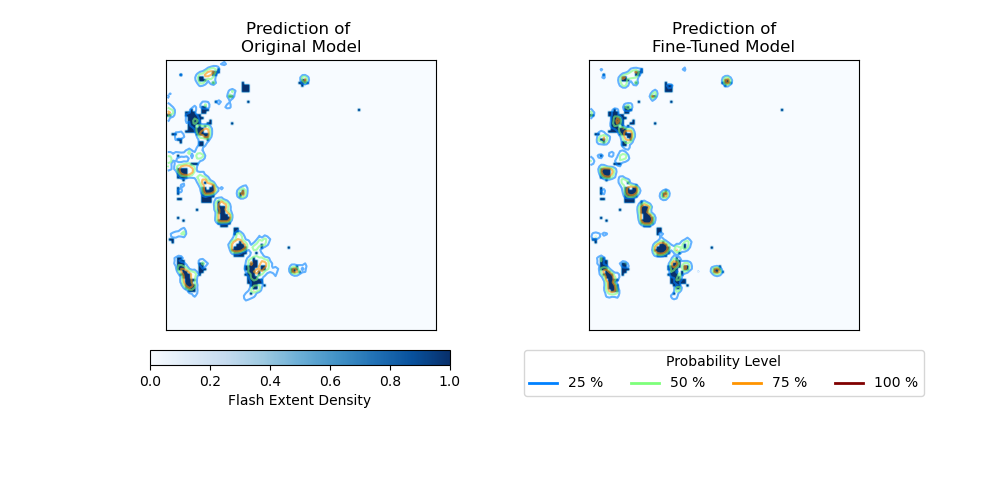 Prediction of
Original Model
Prediction of
Fine-Tuned Model
0.0 0.2 0.4 0.6 0.8 1.0
Flash Extent Density
Probability Level
25 % 50 % 75 % 100 %